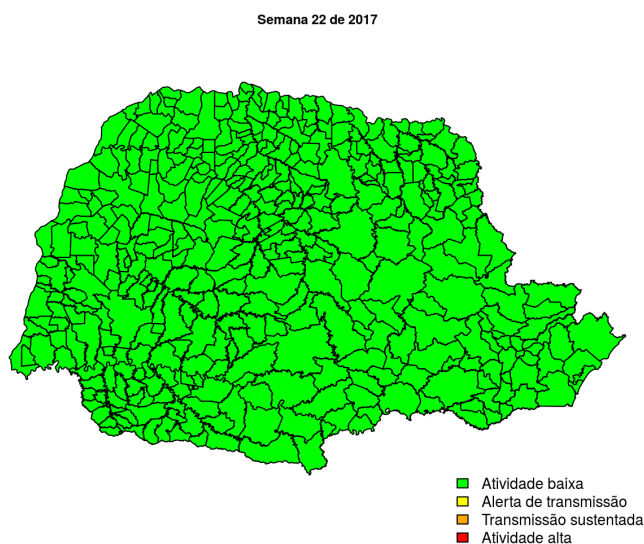 Semana 22 de 2017
Atividade baixa
Alerta de transmissão
Transmissão sustentada
Atividade alta